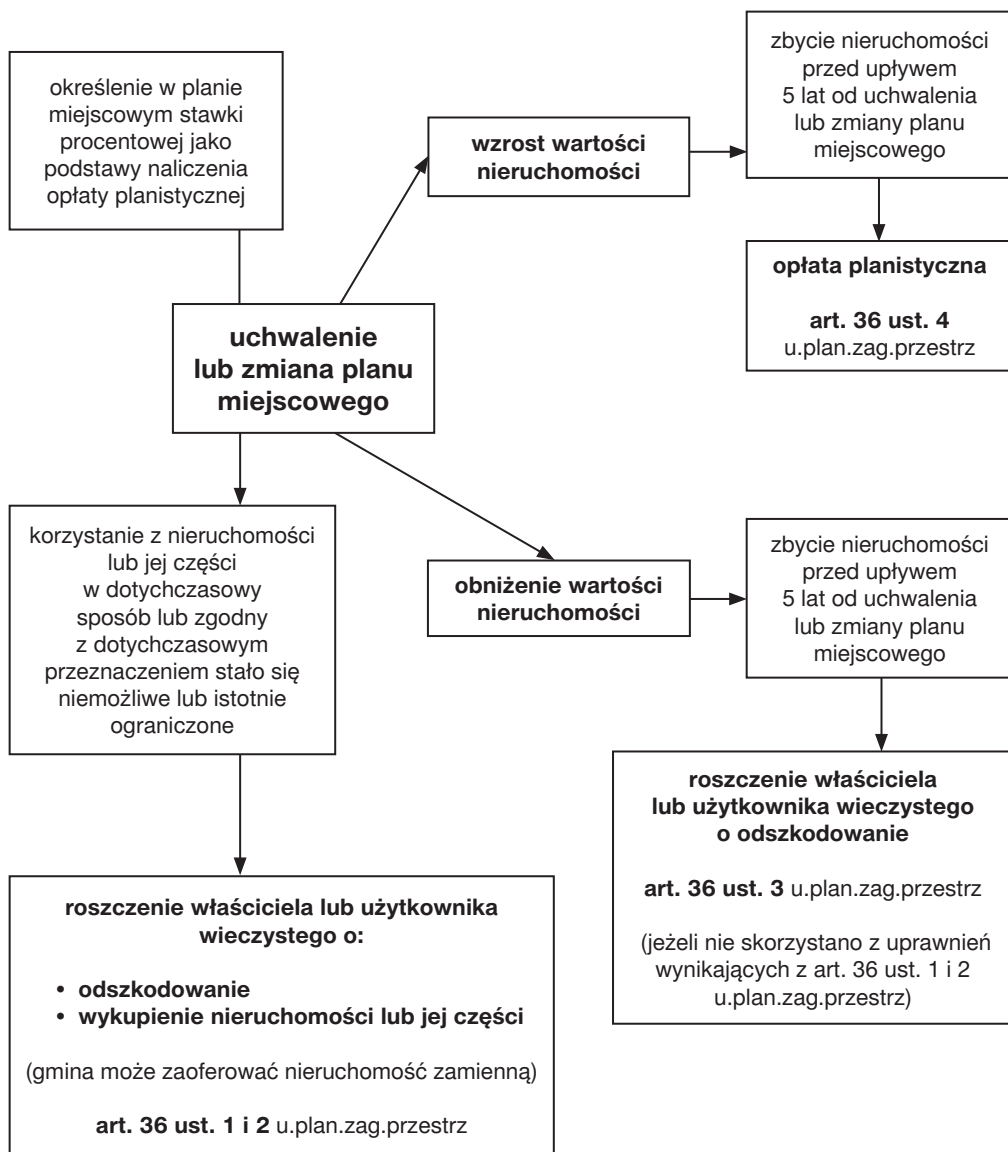 określenie w planie
miejscowym stawki
procentowej jako
podstawy naliczenia
opłaty planistycznej
wzrost wartości
nieruchomości
zbycie nieruchomości
przed upływem
5 lat od uchwalenia
lub zmiany planu
miejscowego
opłata planistyczna
art. 36 ust. 4
u.plan.zag.przestrz
uchwalenie
lub zmiana planu
miejscowego
korzystanie z nieruchomości
lub jej części
w dotychczasowy
sposób lub zgodny
z dotychczasowym
przeznaczeniem stało się
niemożliwe lub istotnie
ograniczone
obniżenie wartości
nieruchomości
zbycie nieruchomości
przed upływem
5 lat od uchwalenia
lub zmiany planu
miejscowego
roszczenie właściciela
lub użytkownika wieczystego
o odszkodowanie
art. 36 ust. 3 u.plan.zag.przestrz
(jeżeli nie skorzystano z uprawnień
wynikających z art. 36 ust. 1 i 2
u.plan.zag.przestrz)
roszczenie właściciela lub użytkownika
wieczystego o:
• odszkodowanie
• wykupienie nieruchomości lub jej części
(gmina może zaoferować nieruchomość zamienną)
art. 36 ust. 1 i 2 u.plan.zag.przestrz